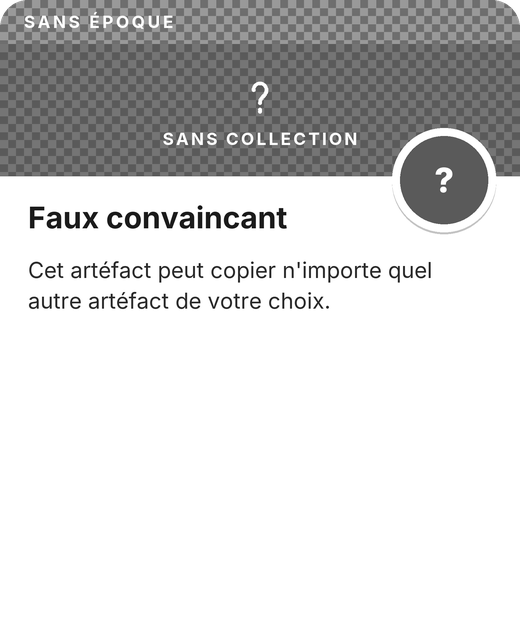 SANS ÉPOQUE
?
SANS COLLECTION
?
Faux convaincant
Cet artéfact peut copier n'importe quel
autre artéfact de votre choix.